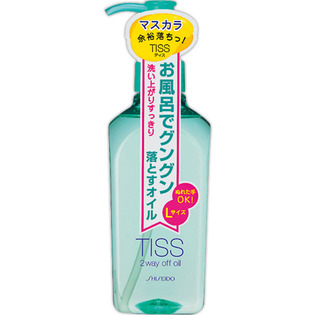 マスカラ
余裕落ちっ!
TISS
ティス
お風呂でグングン
落とすオイル
洗い上がりすっきり
ぬれた手
OK!
Lサイズ
TISS
2way off oil
SHISEIDO